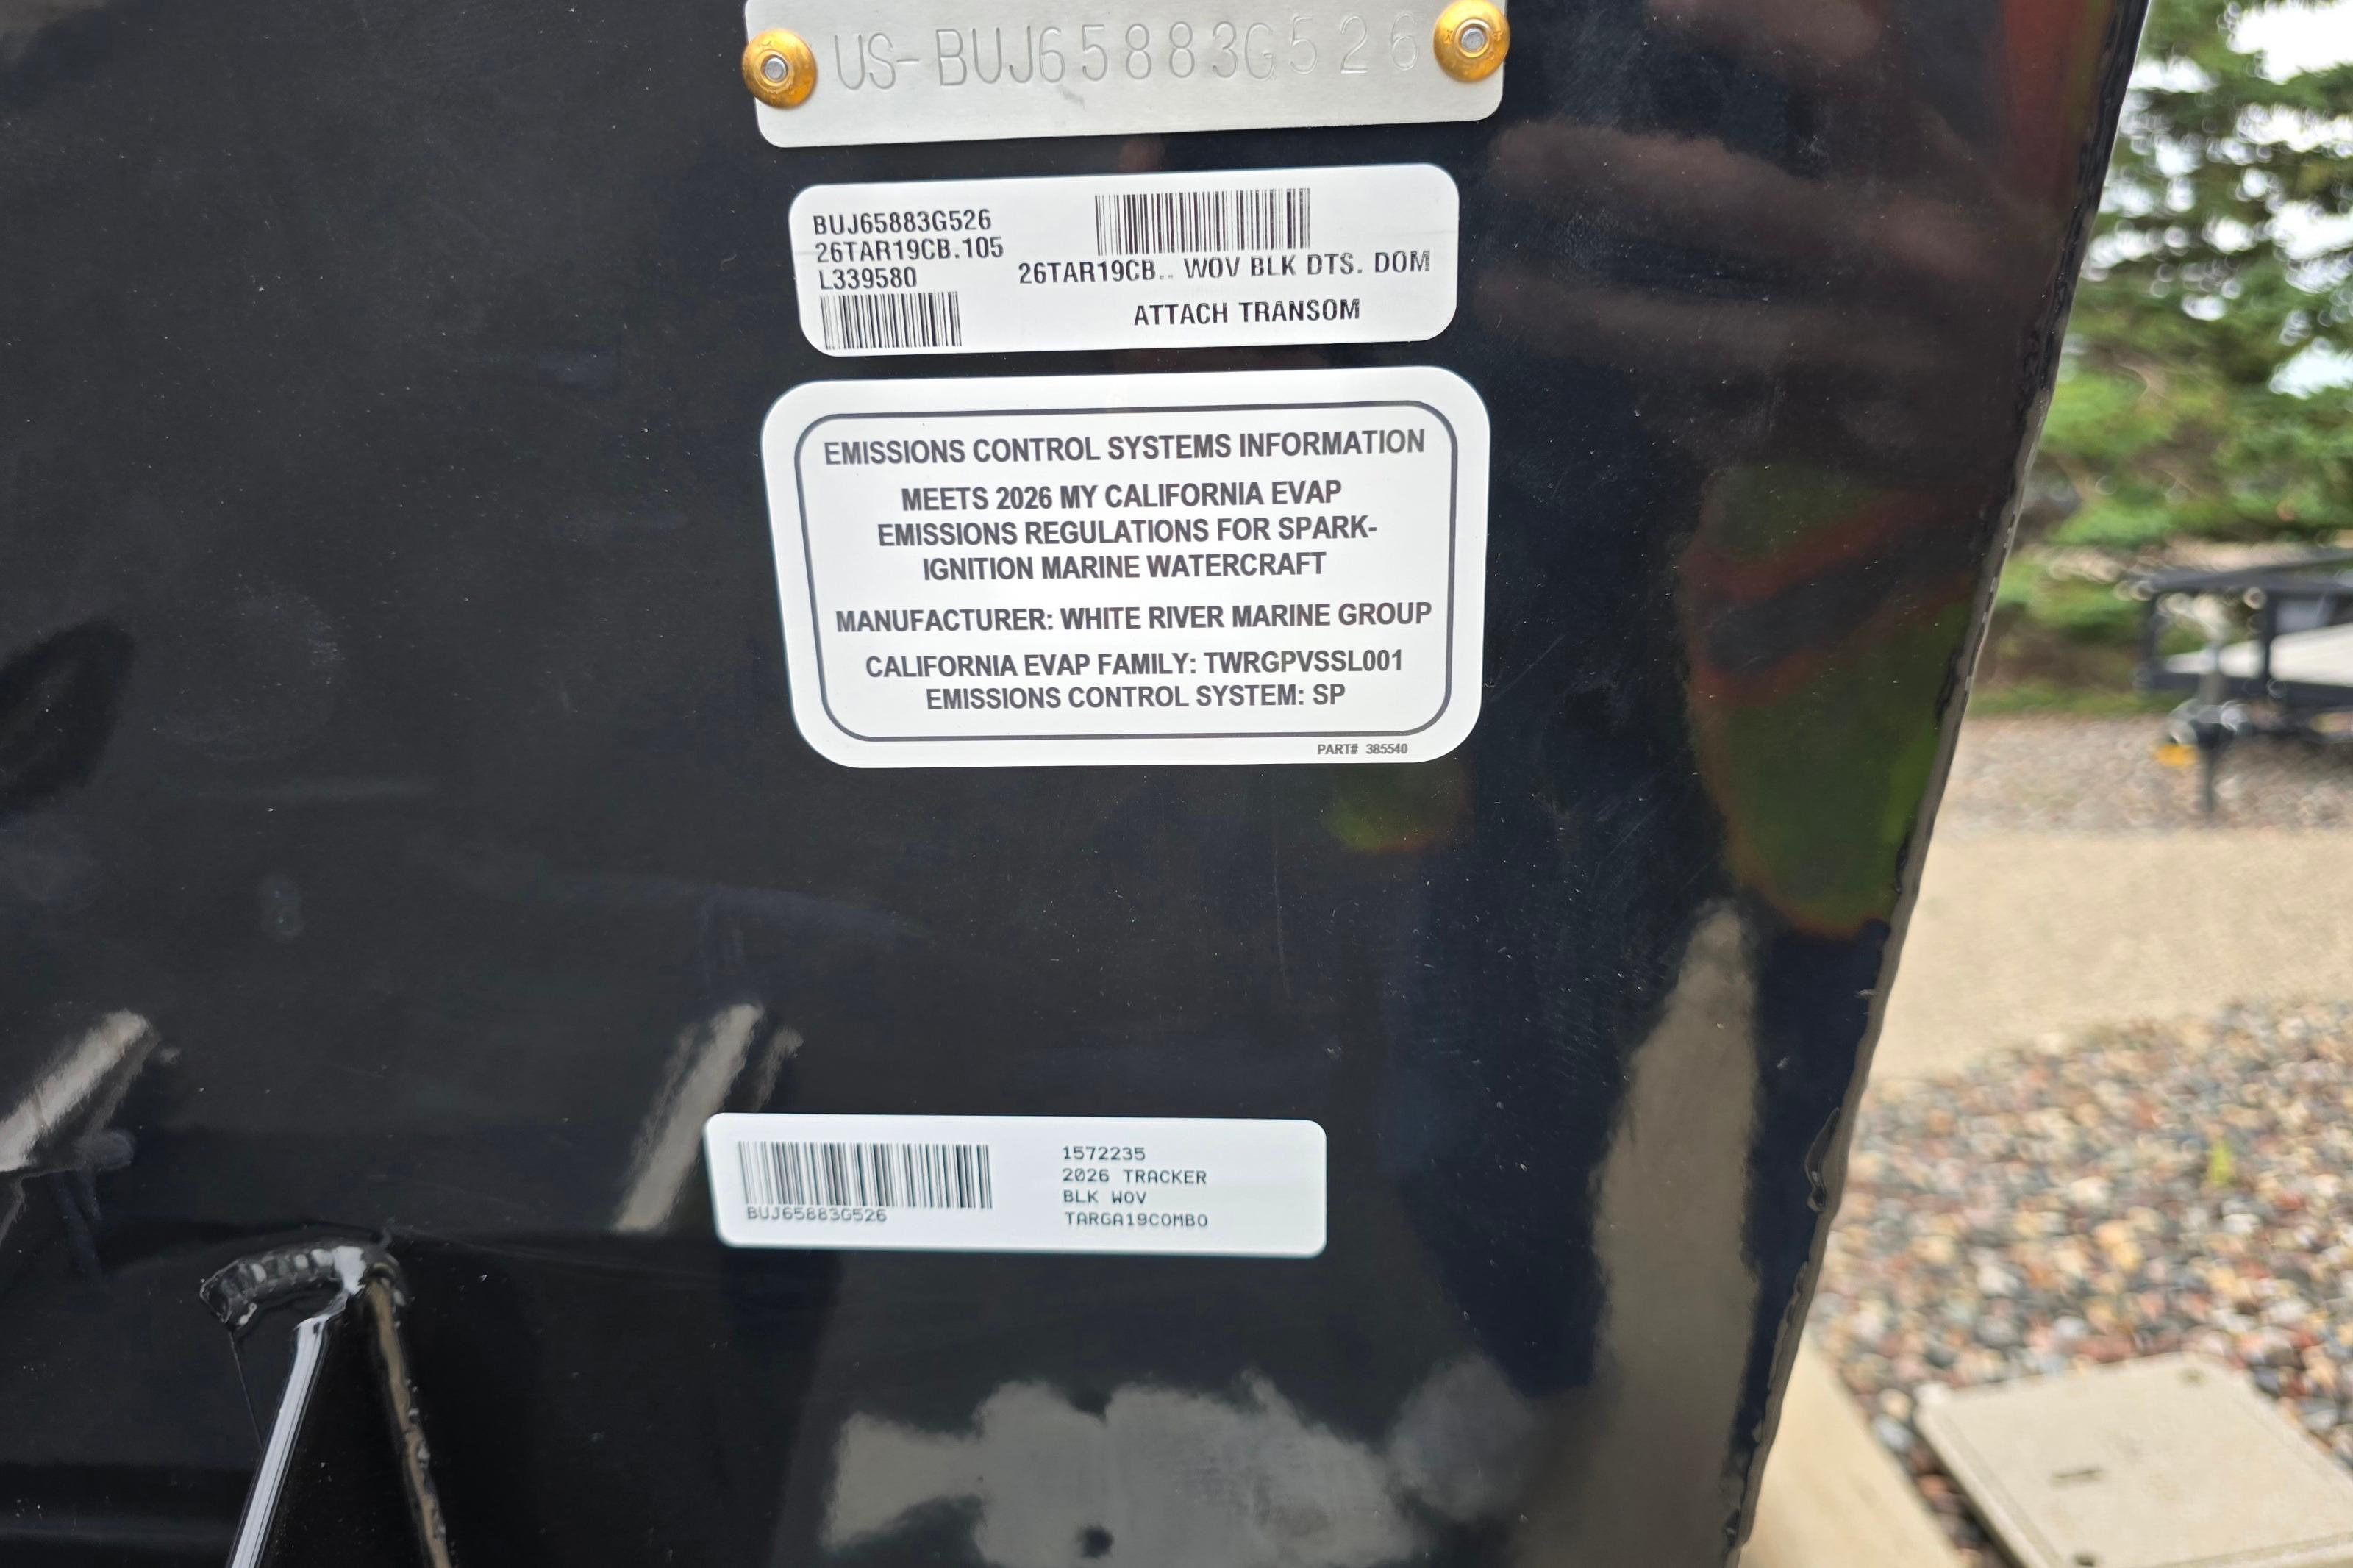 US-BUJ65883G526
BUJ65883G526
26TAR19CB.105
L339580
26TAR19CB.. WOV BLK DTS. DOM
ATTACH TRANSOM
EMISSIONS CONTROL SYSTEMS INFORMATION
MEETS 2026 MY CALIFORNIA EVAP
EMISSIONS REGULATIONS FOR SPARK-
IGNITION MARINE WATERCRAFT
MANUFACTURER: WHITE RIVER MARINE GROUP
CALIFORNIA EVAP FAMILY: TWRGPVSSL001
EMISSIONS CONTROL SYSTEM: SP
PART# 385540
BUJ65883G526
1572235
2026 TRACKER
BLK WOV
TARGA19COMBO